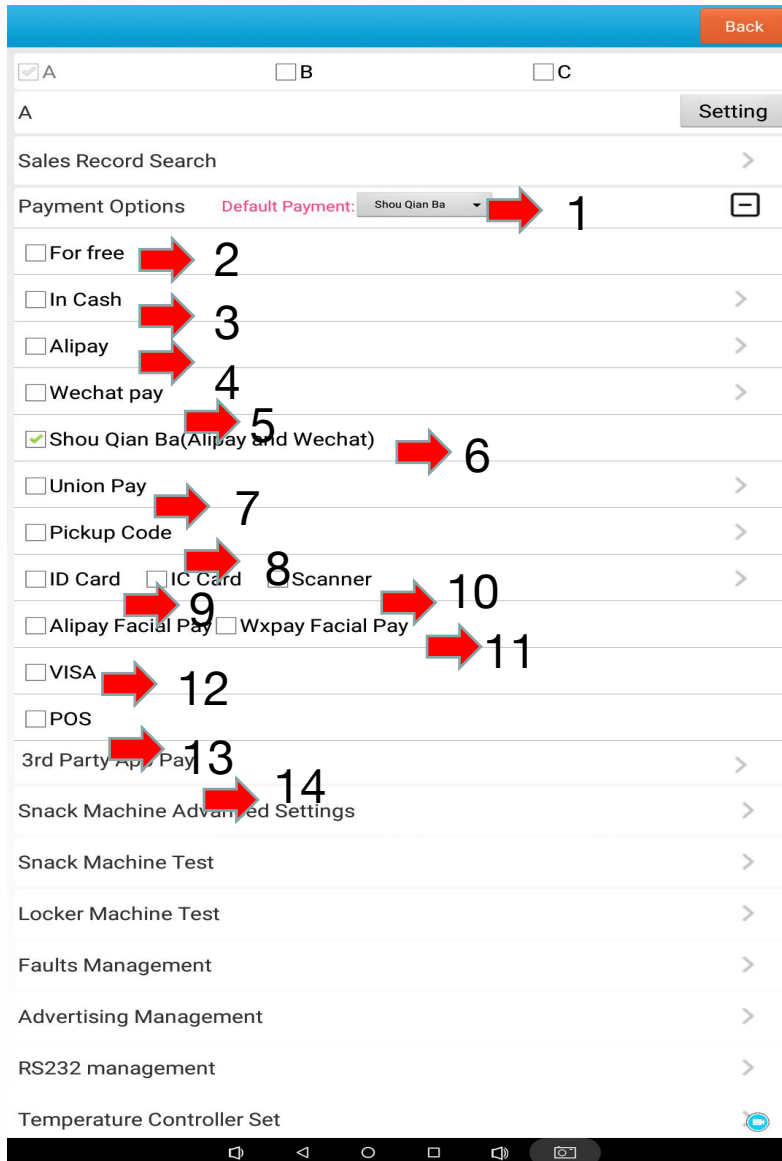 Back
A B C
A Setting
Sales Record Search
Payment Options Default Payment: Shou Qian Ba 1
For free 2
In Cash 3
Alipay 4
Wechat pay 5
Shou Qian Ba(Alipay and Wechat) 6
Union Pay 7
Pickup Code 8
ID Card IC Card Scanner 9 10
Alipay Facial Pay Wxpay Facial Pay 11
VISA 12
POS 13
3rd Party App Pay 14
Snack Machine Advanced Settings
Snack Machine Test
Locker Machine Test
Faults Management
Advertising Management
RS232 management
Temperature Controller Set